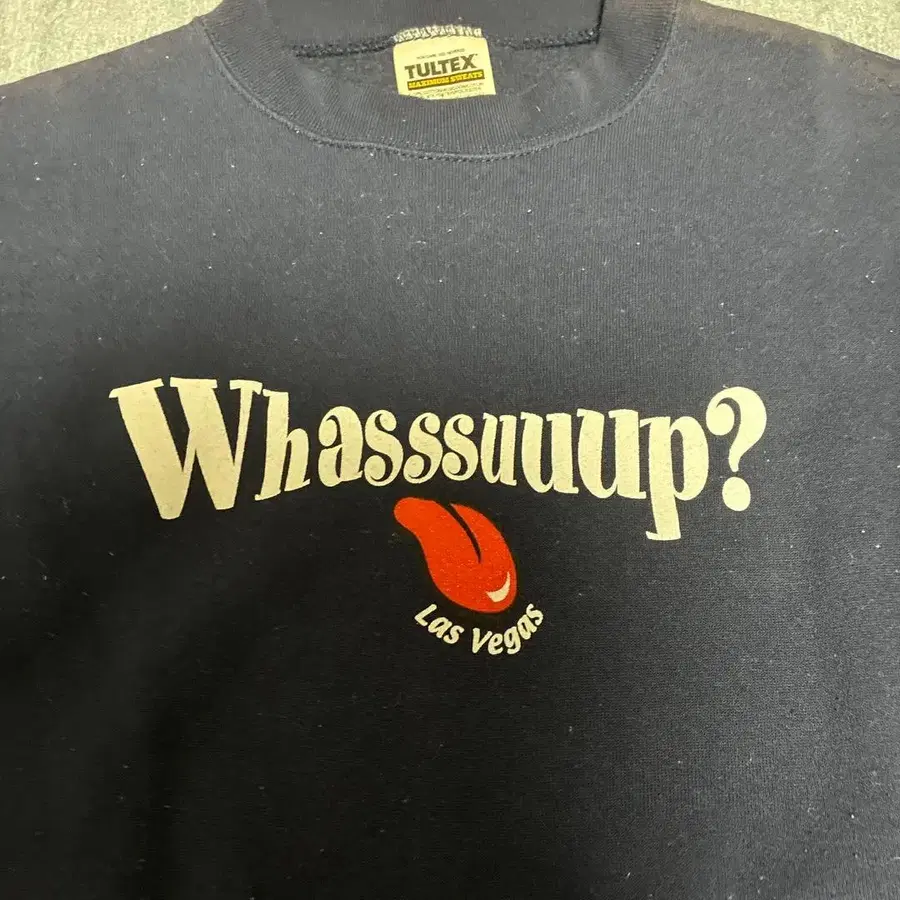 TULTEX
MAXIMUM SWEATS
Whasssuuup?
Las Vegas